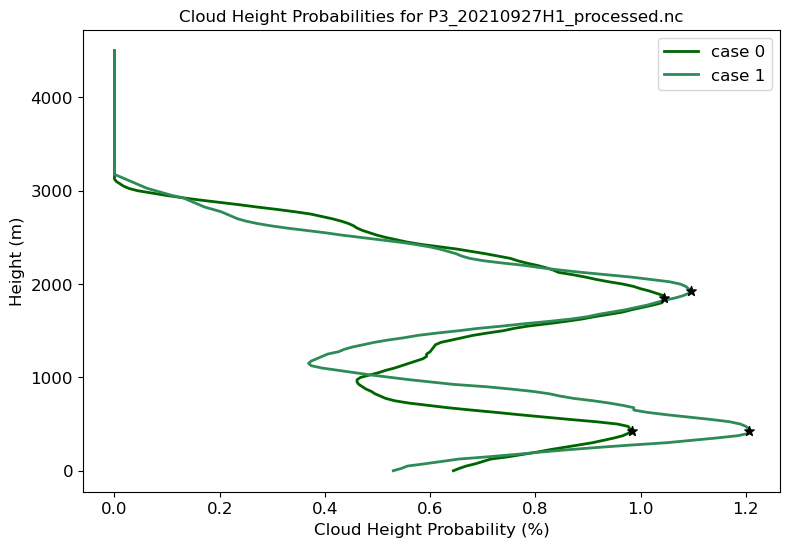 Cloud Height Probabilities for P3_20210927H1_processed.nc
case 0
case 1
4000
3000
2000
1000
0
Height (m)
0.0 0.2 0.4 0.6 0.8 1.0 1.2
Cloud Height Probability (%)